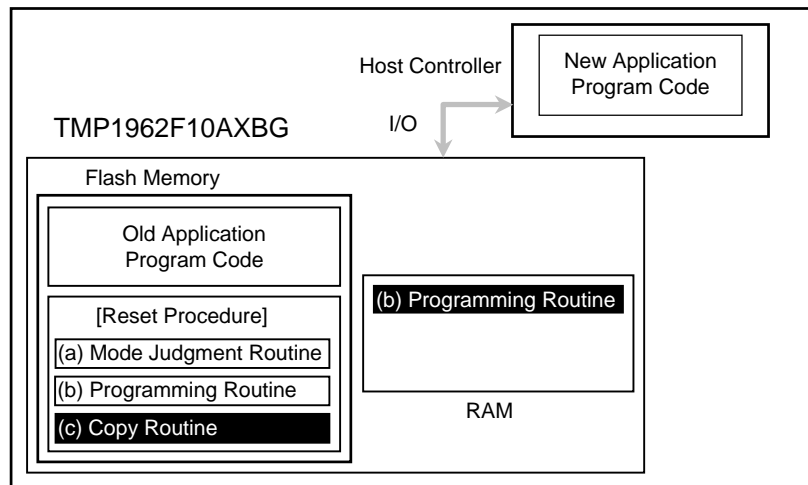 Host Controller
New Application
Program Code
I/O
TMP1962F10AXBG
Flash Memory
Old Application
Program Code
[Reset Procedure]
(a) Mode Judgment Routine
(b) Programming Routine
(c) Copy Routine
(b) Programming Routine
RAM